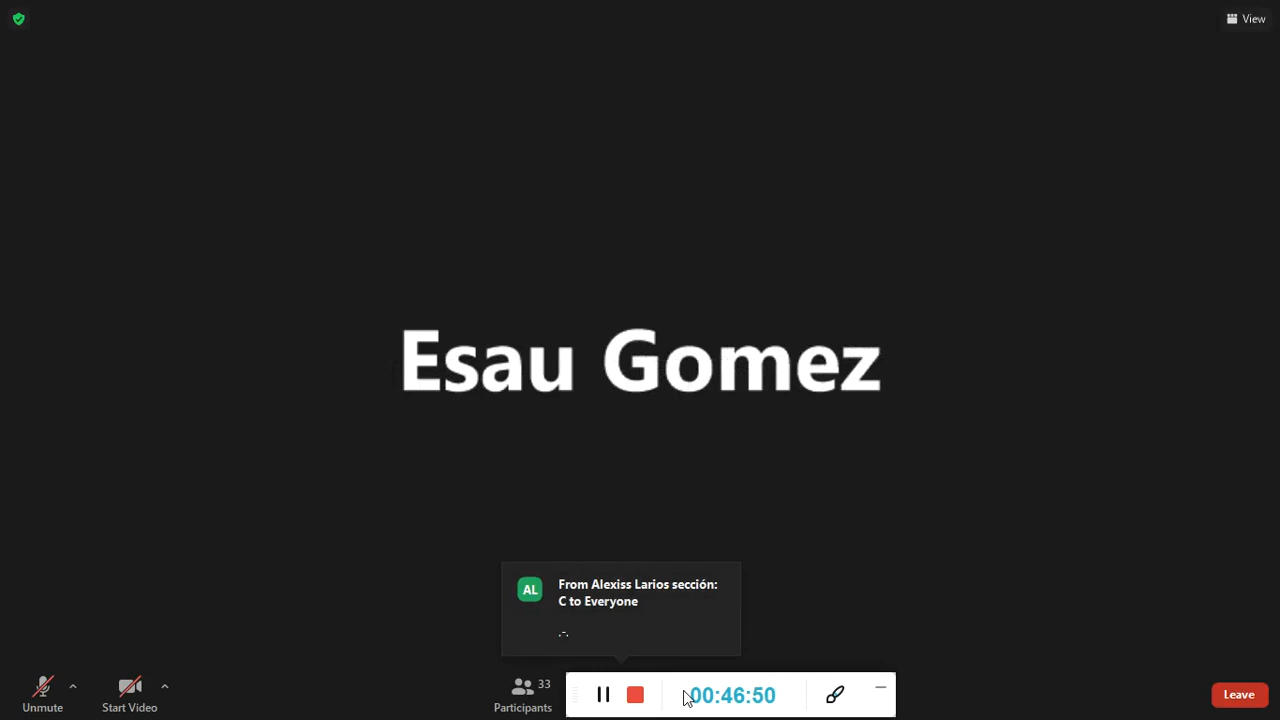 View
Esau Gomez
AL
From Alexiss Larios sección:
C to Everyone
.-.
Unmute
Start Video
33
Participants
00:46:50
Leave